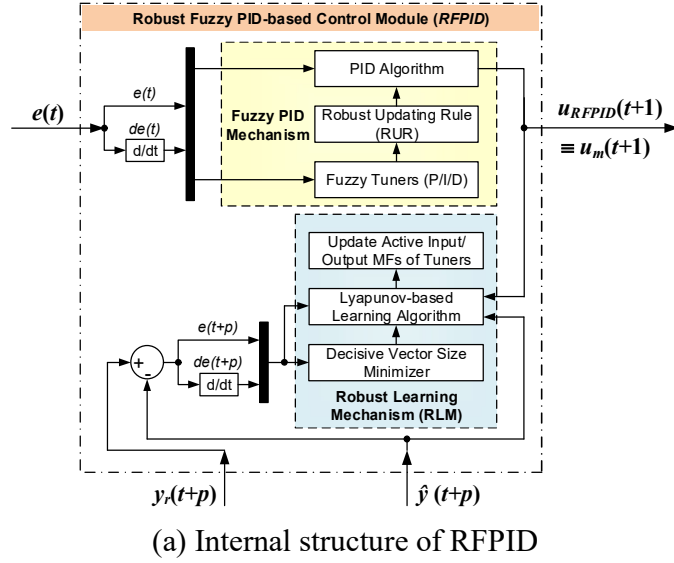 Robust Fuzzy PID-based Control Module (RFPID)
e(t)
e(t)
de(t)
d/dt
Fuzzy PID
Mechanism
PID Algorithm
Robust Updating Rule
(RUR)
Fuzzy Tuners (P/I/D)
u_RFPID(t+1)
≡ u_m(t+1)
Update Active Input/
Output MFs of Tuners
Lyapunov-based
Learning Algorithm
Decisive Vector Size
Minimizer
Robust Learning
Mechanism (RLM)
e(t+p)
de(t+p)
d/dt
+
-
y_r(t+p)
ŷ (t+p)
(a) Internal structure of RFPID